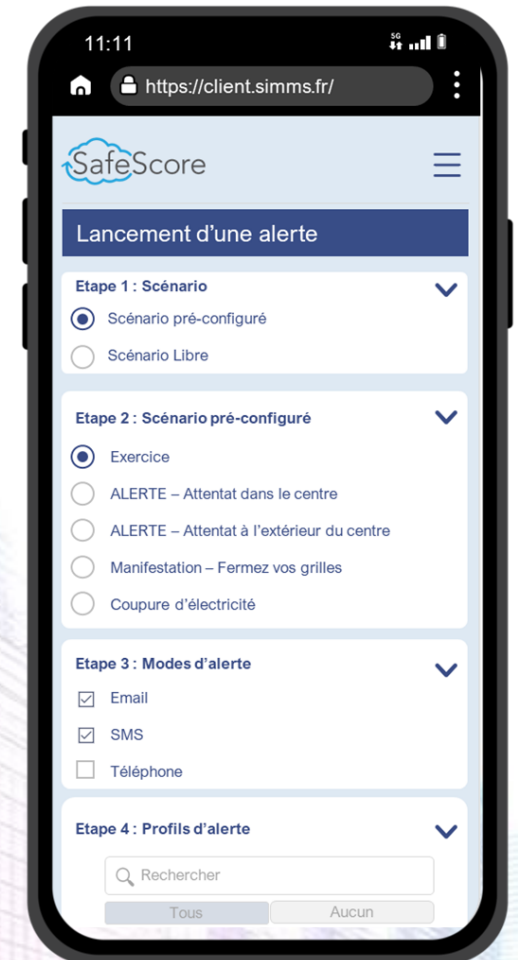 11:11
5G
https://client.simms.fr/
SafeScore
Lancement d’une alerte
Etape 1 : Scénario
Scénario pré-configuré
Scénario Libre
Etape 2 : Scénario pré-configuré
Exercice
ALERTE – Attentat dans le centre
ALERTE – Attentat à l’extérieur du centre
Manifestation – Fermez vos grilles
Coupure d’électricité
Etape 3 : Modes d’alerte
Email
SMS
Téléphone
Etape 4 : Profils d’alerte
Rechercher
Tous Aucun